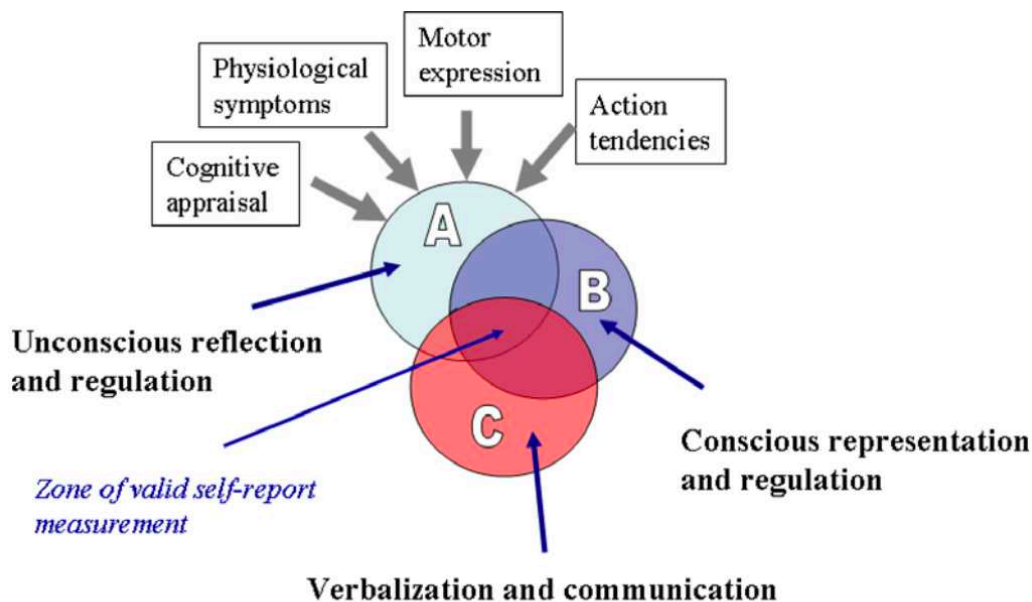 Motor
expression
Physiological
symptoms
Action
tendencies
Cognitive
appraisal
A
B
Unconscious reflection
and regulation
C
Conscious representation
and regulation
Zone of valid self-report
measurement
Verbalization and communication